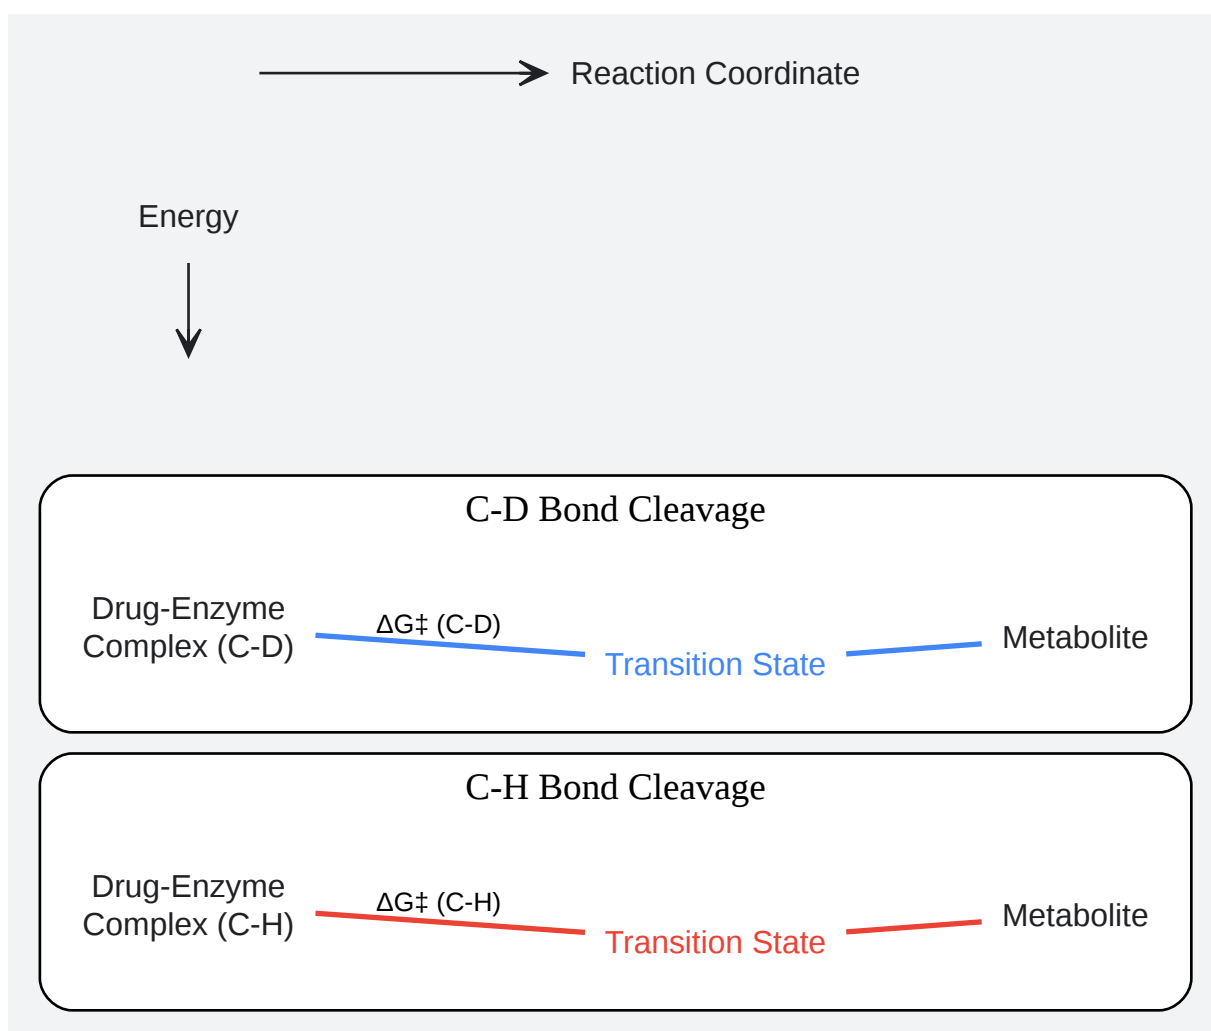 Reaction Coordinate
Energy
C-D Bond Cleavage
Drug-Enzyme
Complex (C-D)
ΔG‡ (C-D)
Transition State
Metabolite
C-H Bond Cleavage
Drug-Enzyme
Complex (C-H)
ΔG‡ (C-H)
Transition State
Metabolite